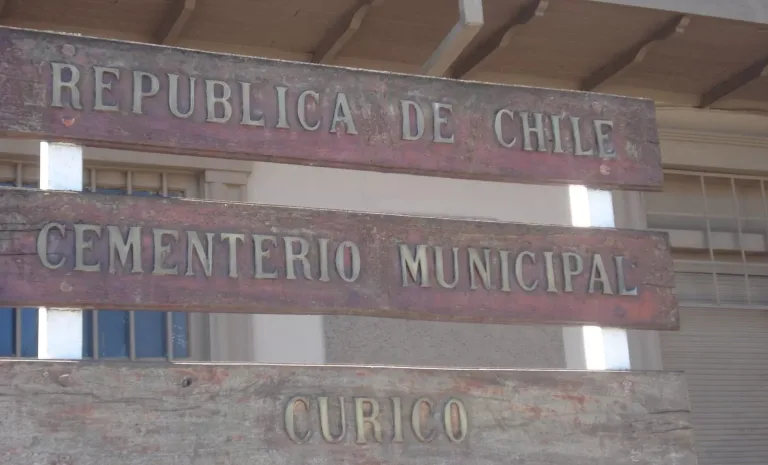 REPUBLICA DE CHILE
CEMENTERIO MUNICIPAL
CURICO